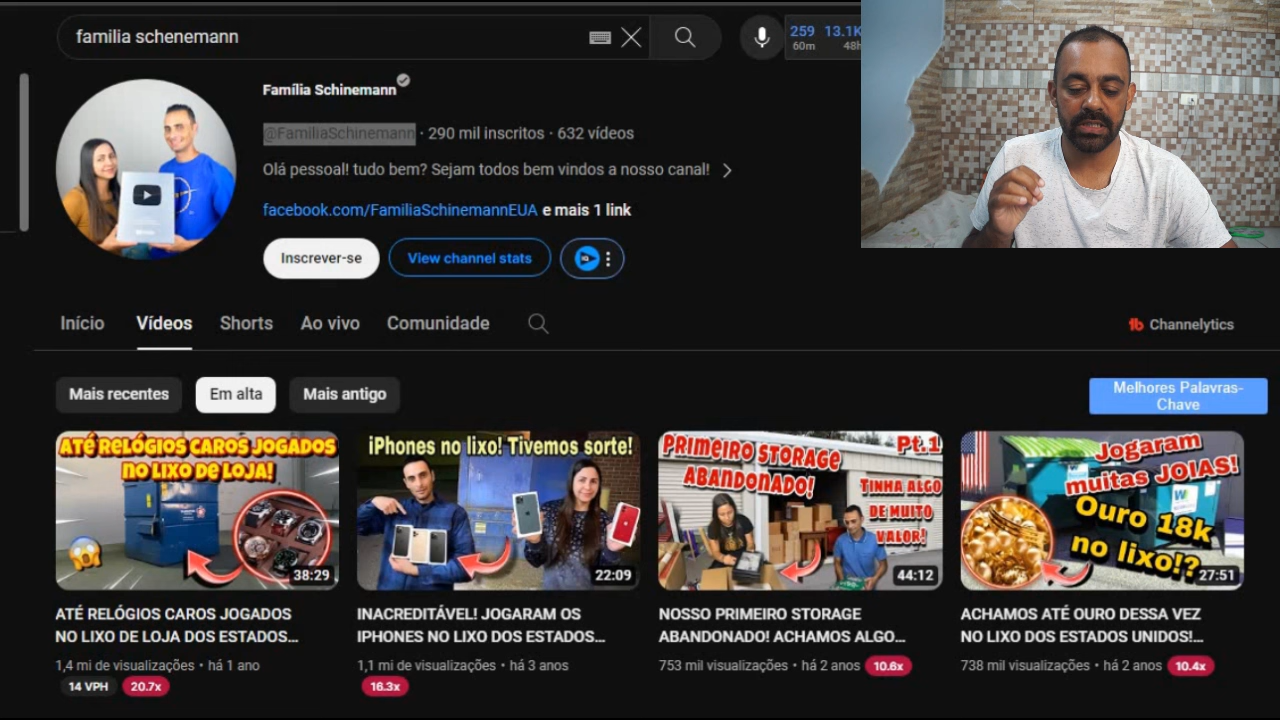 familia schenemann
259 13.1K
60m 48h
Família Schinemann
@FamiliaSchinemann · 290 mil inscritos · 632 vídeos
Olá pessoal! tudo bem? Sejam todos bem vindos a nosso canal!
facebook.com/FamiliaSchinemannEUA e mais 1 link
Inscrever-se
View channel stats
Início Vídeos Shorts Ao vivo Comunidade
Channelytics
Mais recentes Em alta Mais antigo
Melhores Palavras-
Chave
ATÉ RELÓGIOS CAROS JOGADOS
NO LIXO DE LOJA!
38:29
iPhones no lixo! Tivemos sorte!
22:09
PRIMEIRO STORAGE
ABANDONADO!
Pt.1
TINHA ALGO
DE MUITO
VALOR!
44:12
Jogaram
muitas JOIAS!
Ouro 18k
no lixo!?
27:51
ATÉ RELÓGIOS CAROS JOGADOS
NO LIXO DE LOJA DOS ESTADOS...
1,4 mi de visualizações • há 1 ano
14 VPH 20.7x
INACREDITÁVEL! JOGARAM OS
IPHONES NO LIXO DOS ESTADOS...
1,1 mi de visualizações • há 3 anos
16.3x
NOSSO PRIMEIRO STORAGE
ABANDONADO! ACHAMOS ALGO...
753 mil visualizações • há 2 anos 10.6x
ACHAMOS ATÉ OURO DESSA VEZ
NO LIXO DOS ESTADOS UNIDOS!...
738 mil visualizações • há 2 anos 10.4x